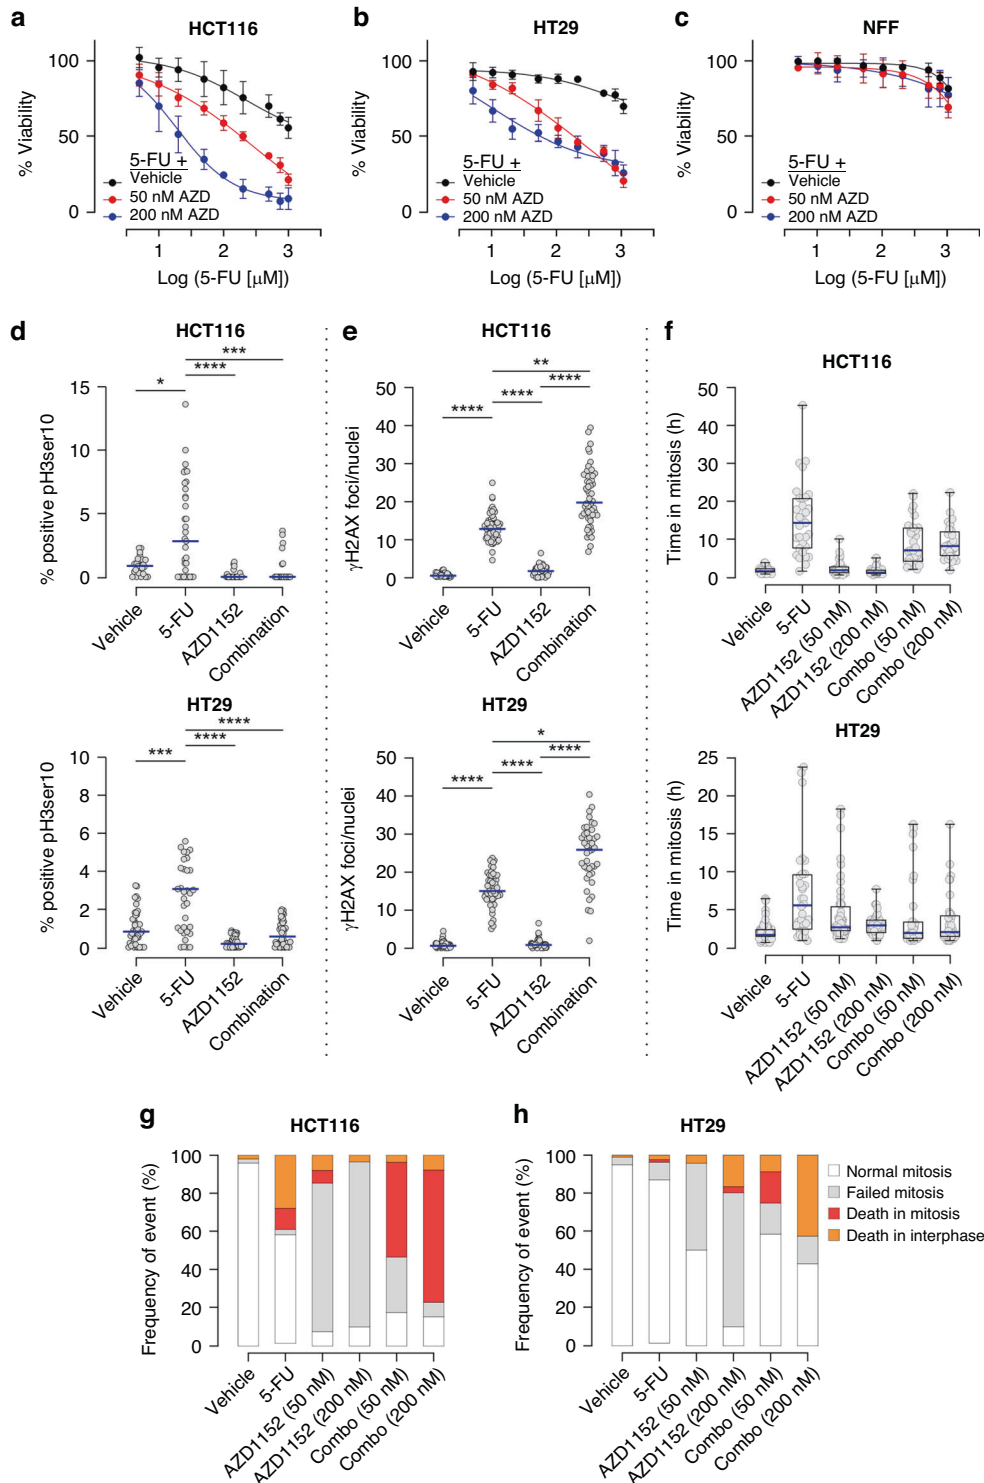 a
HCT116
% Viability
100
50
0
5-FU +
Vehicle
50 nM AZD
200 nM AZD
1 2 3
Log (5-FU [μM])
b
HT29
% Viability
100
50
0
5-FU +
Vehicle
50 nM AZD
200 nM AZD
1 2 3
Log (5-FU [μM])
c
NFF
% Viability
100
50
0
5-FU +
Vehicle
50 nM AZD
200 nM AZD
1 2 3
Log (5-FU [μM])
d
HCT116
***
****
*
% positive pH3ser10
15
10
5
0
Vehicle
5-FU
AZD1152
Combination
HT29
****
****
***
% positive pH3ser10
10
8
6
4
2
0
Vehicle
5-FU
AZD1152
Combination
e
HCT116
**
****
****
****
γH2AX foci/nuclei
50
40
30
20
10
0
Vehicle
5-FU
AZD1152
Combination
HT29
*
****
****
****
γH2AX foci/nuclei
50
40
30
20
10
0
Vehicle
5-FU
AZD1152
Combination
f
HCT116
Time in mitosis (h)
50
40
30
20
10
0
Vehicle
5-FU
AZD1152 (50 nM)
AZD1152 (200 nM)
Combo (50 nM)
Combo (200 nM)
HT29
Time in mitosis (h)
25
20
15
10
5
0
Vehicle
5-FU
AZD1152 (50 nM)
AZD1152 (200 nM)
Combo (50 nM)
Combo (200 nM)
g
HCT116
Frequency of event (%)
100
80
60
40
20
0
Vehicle
5-FU
AZD1152 (50 nM)
AZD1152 (200 nM)
Combo (50 nM)
Combo (200 nM)
h
HT29
Frequency of event (%)
100
80
60
40
20
0
Vehicle
5-FU
AZD1152 (50 nM)
AZD1152 (200 nM)
Combo (50 nM)
Combo (200 nM)
Normal mitosis
Failed mitosis
Death in mitosis
Death in interphase